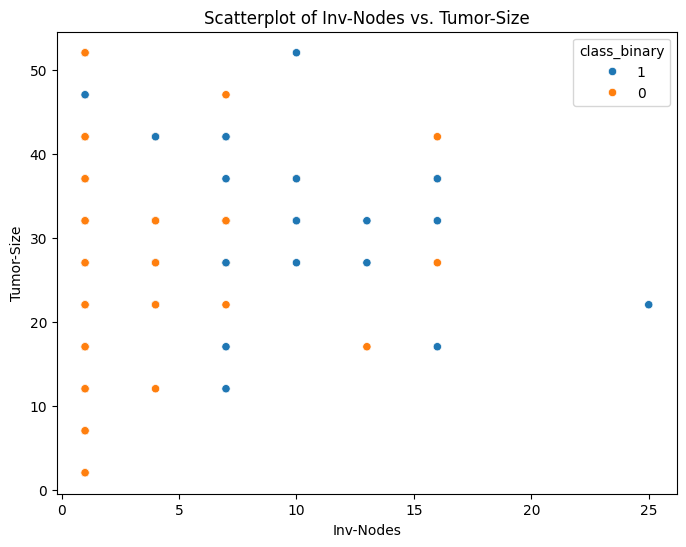 Scatterplot of Inv-Nodes vs. Tumor-Size
class_binary
1
0
Tumor-Size
50
40
30
20
10
0
0 5 10 15 20 25
Inv-Nodes